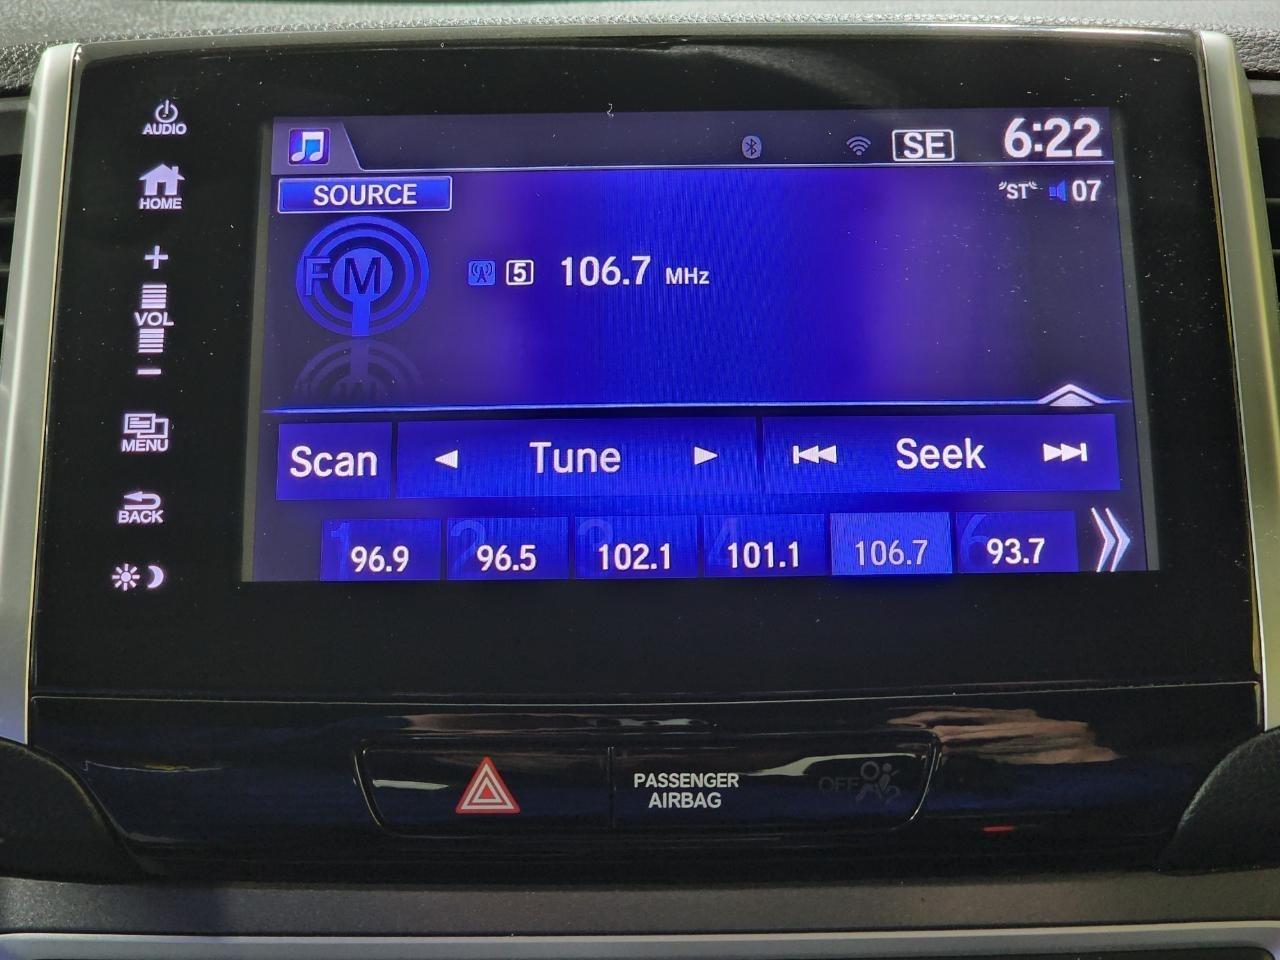 AUDIO
SE 6:22
SOURCE
"ST" 07
HOME
FM
5 106.7 MHz
+
VOL
−
MENU
Scan Tune Seek
BACK
1 2 3 4 6
96.9 96.5 102.1 101.1 106.7 93.7
PASSENGER
AIRBAG
OFF